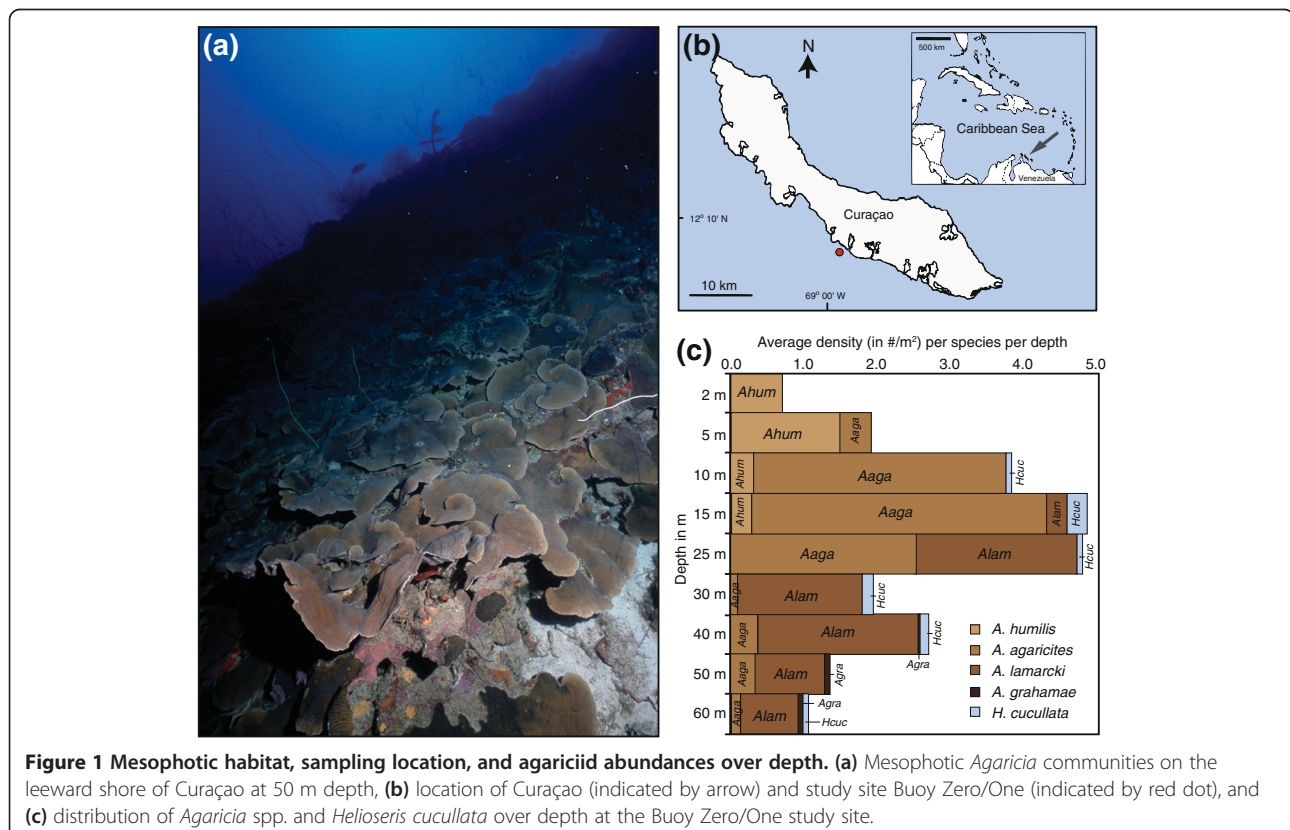 (a)
(b)
N
500 km
Caribbean Sea
Venezuela
Curaçao
12° 10' N
10 km
69° 00' W
(c)
Average density (in #/m²) per species per depth
0.0 1.0 2.0 3.0 4.0 5.0
Depth in m
2 m Ahum
5 m Ahum Aaga
10 m Ahum Aaga Hcuc
15 m Ahum Aaga Alam Hcuc
25 m Aaga Alam Hcuc
30 m Aaga Alam Hcuc
40 m Aaga Alam Agra Hcuc
50 m Aaga Alam Agra
60 m Aaga Alam Agra Hcuc
A. humilis
A. agaricites
A. lamarcki
A. grahamae
H. cucullata
Figure 1 Mesophotic habitat, sampling location, and agariciid abundances over depth. (a) Mesophotic Agaricia communities on the
leeward shore of Curaçao at 50 m depth, (b) location of Curaçao (indicated by arrow) and study site Buoy Zero/One (indicated by red dot), and
(c) distribution of Agaricia spp. and Helioseris cucullata over depth at the Buoy Zero/One study site.